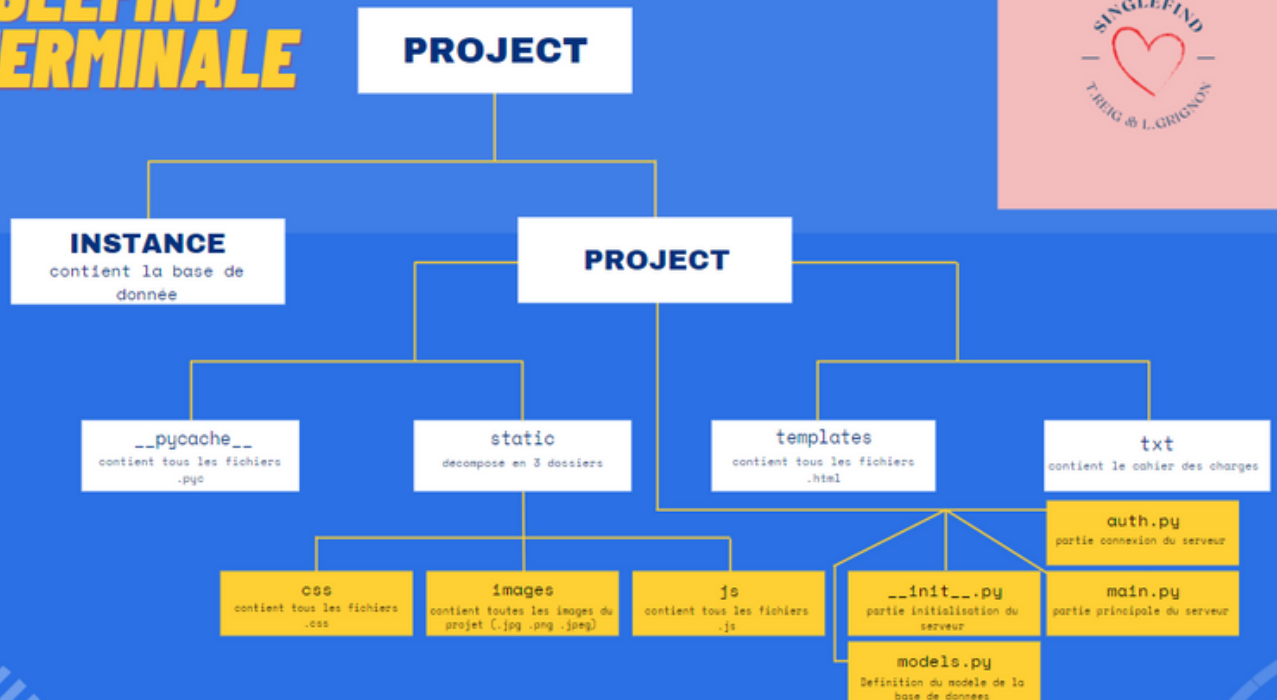 TERMINALE
PROJECT
SINGLEFIND
T.REIG & L.GRIGNON
INSTANCE
contient la base de
donnée
PROJECT
__pycache__
contient tous les fichiers
.pyc
static
decompose en 3 dossiers
templates
contient tous les fichiers
.html
txt
contient le cahier des charges
auth.py
partie connexion du serveur
css
contient tous les fichiers
.css
images
contient toutes les images du
projet (.jpg .png .jpeg)
js
contient tous les fichiers
.js
__init__.py
partie initialisation du
serveur
main.py
partie principale du serveur
models.py
Definition du modele de la
base de données